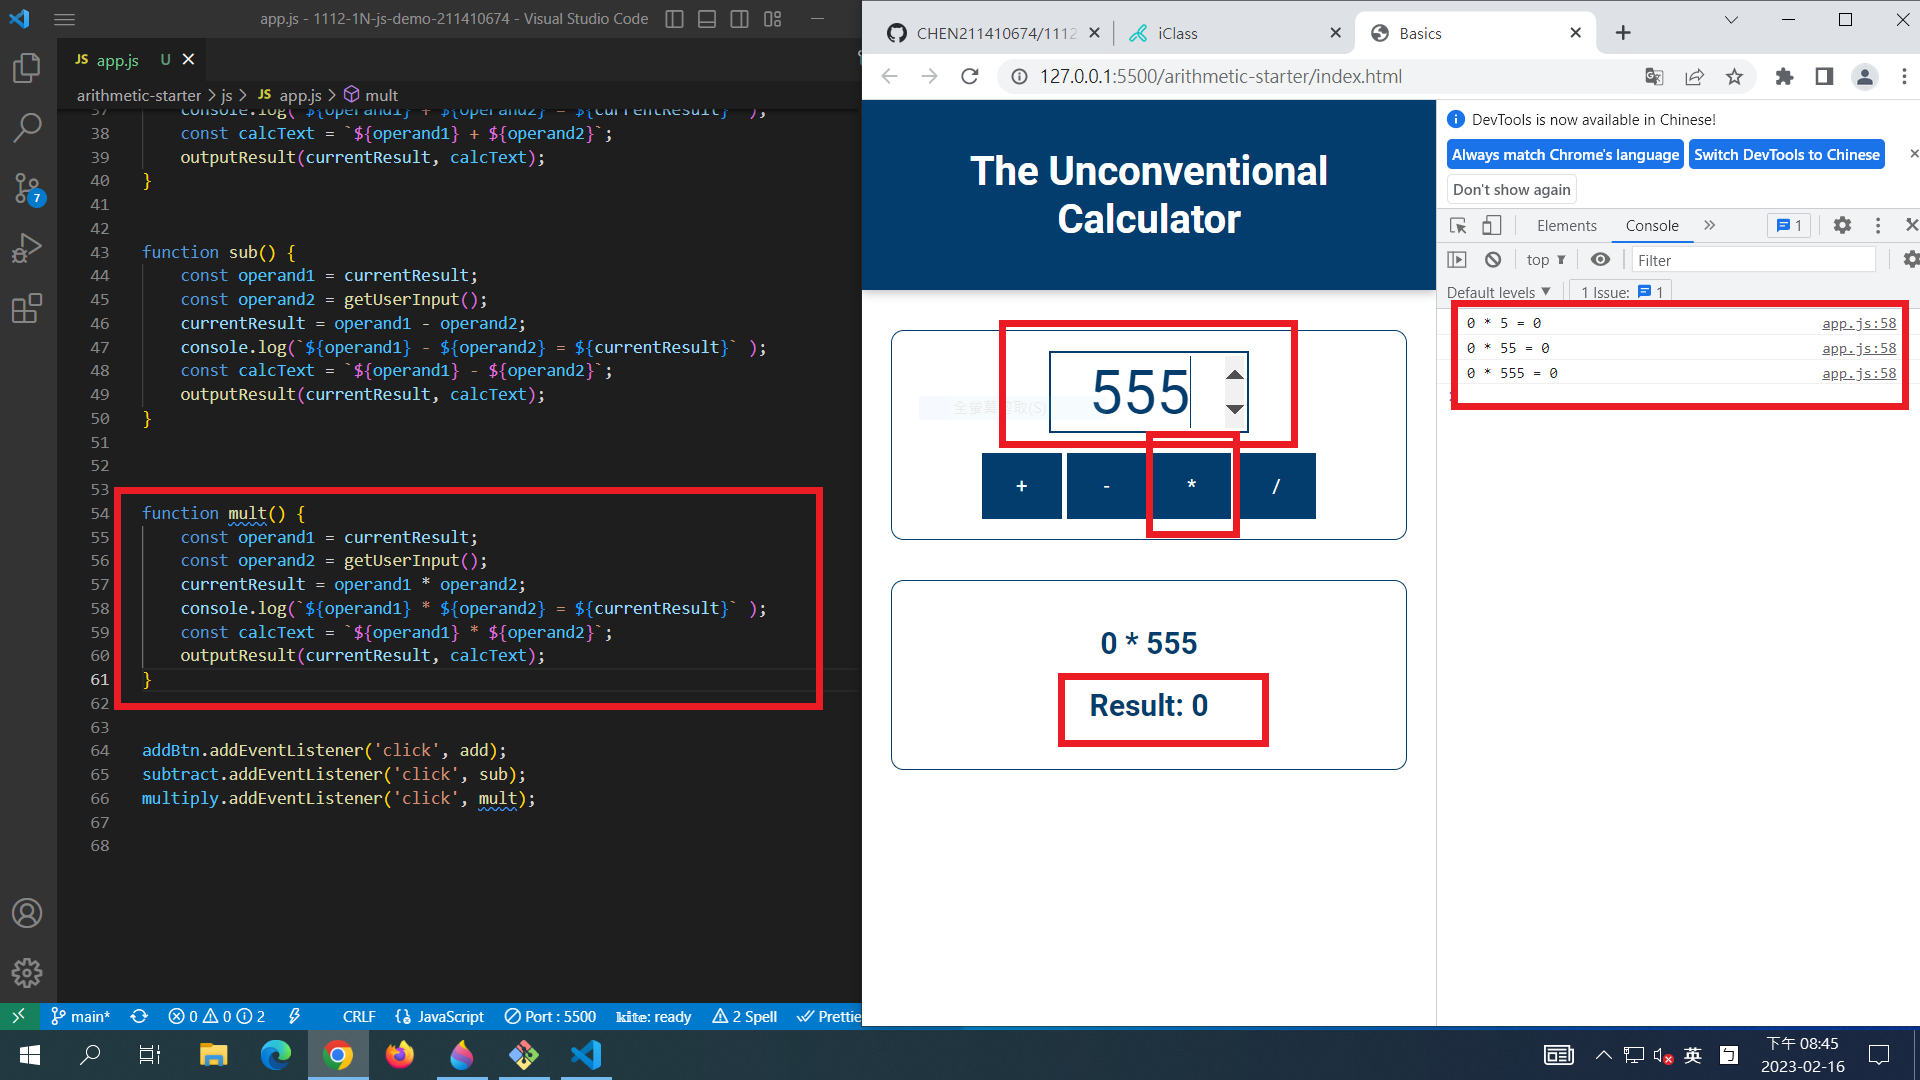 app.js - 1112-1N-js-demo-211410674 - Visual Studio Code
JS app.js U
arithmetic-starter > js > JS app.js > mult
37 console.log(`${operand1} + ${operand2} = ${currentResult}` );
38 const calcText = `${operand1} + ${operand2}`;
39 outputResult(currentResult, calcText);
40 }
41
42
43 function sub() {
44 const operand1 = currentResult;
45 const operand2 = getUserInput();
46 currentResult = operand1 - operand2;
47 console.log(`${operand1} - ${operand2} = ${currentResult}` );
48 const calcText = `${operand1} - ${operand2}`;
49 outputResult(currentResult, calcText);
50 }
51
52
53
54 function mult() {
55 const operand1 = currentResult;
56 const operand2 = getUserInput();
57 currentResult = operand1 * operand2;
58 console.log(`${operand1} * ${operand2} = ${currentResult}` );
59 const calcText = `${operand1} * ${operand2}`;
60 outputResult(currentResult, calcText);
61 }
62
63
64 addBtn.addEventListener('click', add);
65 subtract.addEventListener('click', sub);
66 multiply.addEventListener('click', mult);
67
68
7
main* 0 0 2 CRLF JavaScript Port : 5500 kite: ready 2 Spell Prettie
CHEN211410674/1112
iClass
Basics
127.0.0.1:5500/arithmetic-starter/index.html
The Unconventional
Calculator
555
+ - * /
0 * 555
Result: 0
DevTools is now available in Chinese!
Always match Chrome's language
Switch DevTools to Chinese
Don't show again
Elements Console 1
top Filter
Default levels 1 Issue: 1
0 * 5 = 0 app.js:58
0 * 55 = 0 app.js:58
0 * 555 = 0 app.js:58
英
下午 08:45
2023-02-16